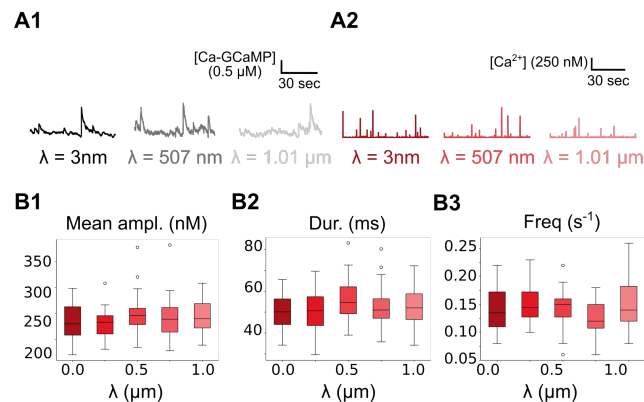 A1
A2
[Ca-GCaMP]
(0.5 µM)
30 sec
[Ca2+] (250 nM)
30 sec
λ = 3nm
λ = 507 nm
λ = 1.01 µm
λ = 3nm
λ = 507 nm
λ = 1.01 µm
B1
Mean ampl. (nM)
B2
Dur. (ms)
B3
Freq (s-1)
350
300
250
200
0.0
0.5
1.0
λ (µm)
80
60
40
0.0
0.5
1.0
λ (µm)
0.25
0.20
0.15
0.10
0.05
0.0
0.5
1.0
λ (µm)